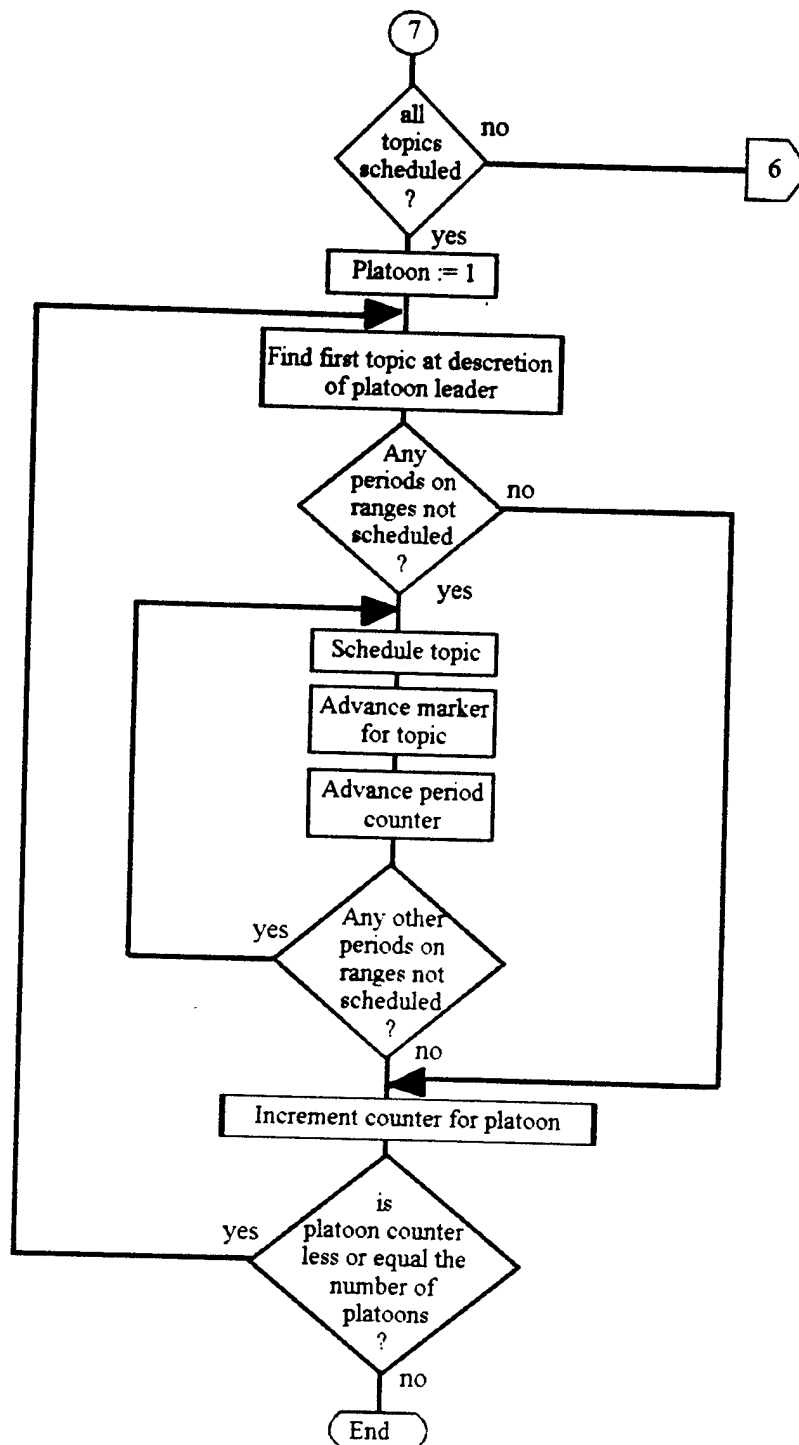 7
all
topics
scheduled
?
no
6
yes
Platoon := 1
Find first topic at descretion
of platoon leader
Any
periods on
ranges not
scheduled
?
no
yes
Schedule topic
Advance marker
for topic
Advance period
counter
Any other
periods on
ranges not
scheduled
?
yes
no
Increment counter for platoon
is
platoon counter
less or equal the
number of
platoons
?
yes
no
End